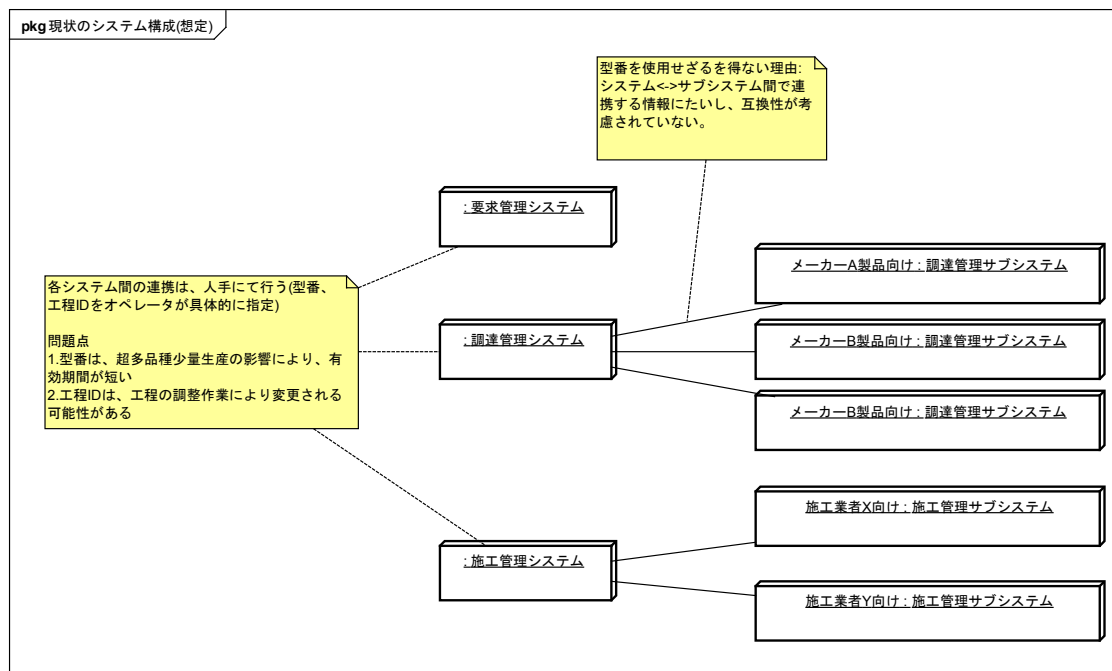 pkg 現状のシステム構成(想定)
型番を使用せざるを得ない理由:
システム<->サブシステム間で連
携する情報にたいし、互換性が考
慮されていない。
: 要求管理システム
メーカーA製品向け : 調達管理サブシステム
各システム間の連携は、人手にて行う(型番、
工程IDをオペレータが具体的に指定)
問題点
1.型番は、超多品種少量生産の影響により、有
効期間が短い
2.工程IDは、工程の調整作業により変更される
可能性がある
: 調達管理システム
メーカーB製品向け : 調達管理サブシステム
メーカーB製品向け : 調達管理サブシステム
施工業者X向け : 施工管理サブシステム
: 施工管理システム
施工業者Y向け : 施工管理サブシステム